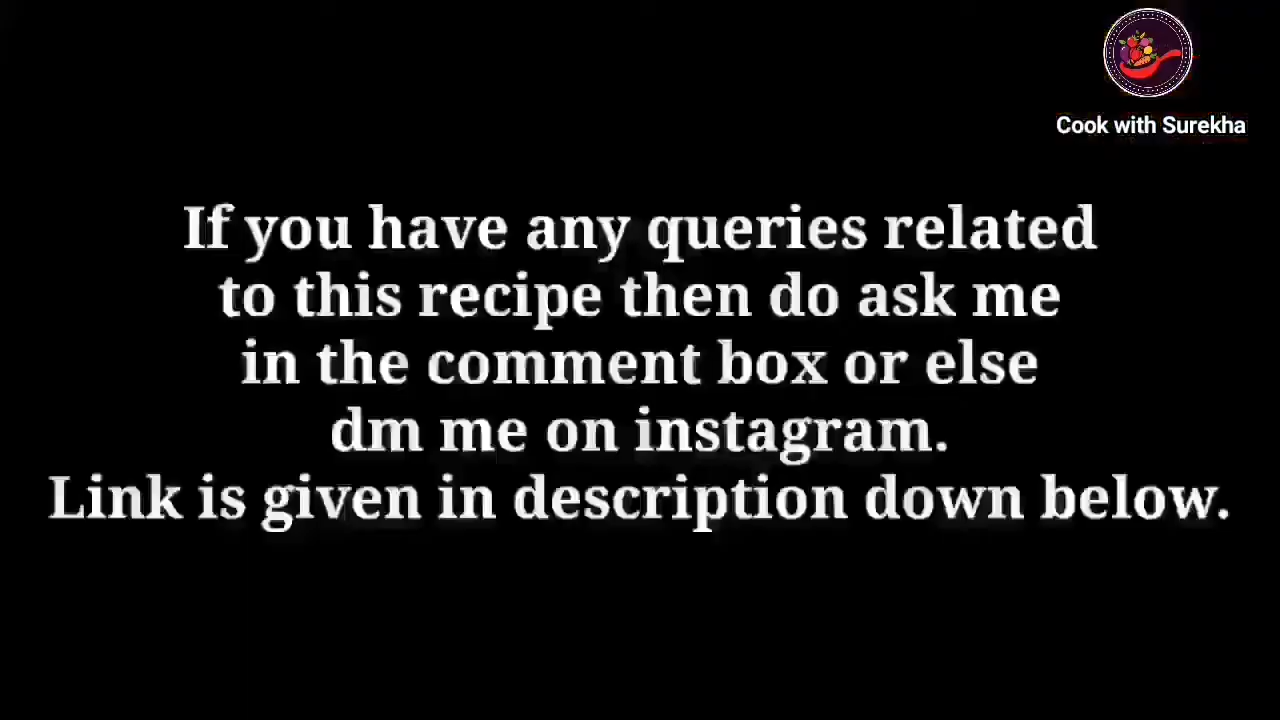 Cook with Surekha
If you have any queries related
to this recipe then do ask me
in the comment box or else
dm me on instagram.
Link is given in description down below.